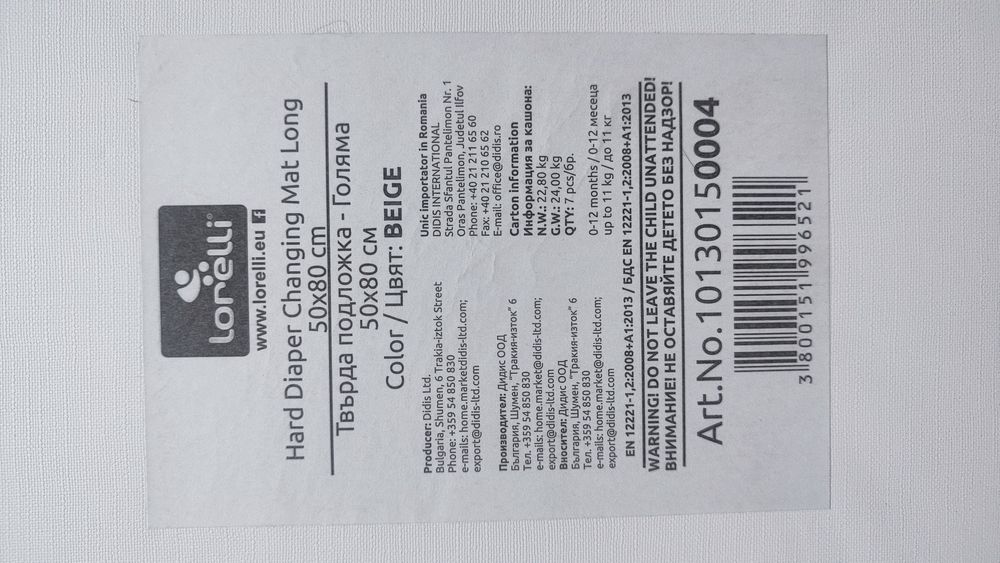 lorelli
www.lorelli.eu f
Hard Diaper Changing Mat Long
50x80 cm
Твърда подложка - Голяма
50x80 см
Color / Цвят: BEIGE
Producer: Didis Ltd.
Bulgaria, Shumen, 6 Trakia-iztok Street
Phone: +359 54 850 830
e-mails: home.marketdidis-ltd.com;
export@didis-ltd.com
Производител: Дидис ООД
България, Шумен, "Тракия-изток" 6
Тел. +359 54 850 830
e-mails: home.market@didis-ltd.com;
export@didis-ltd.com
Вносител: Дидис ООД
България, Шумен, "Тракия-изток" 6
Тел. +359 54 850 830
e-mails: home.market@didis-ltd.com;
export@didis-ltd.com
Unic importator in Romania
DIDIS INTERNATIONAL
Strada Sfantul Pantelimon Nr. 1
Oras Pantelimon, Judetul Ilfov
Phone: +40 21 211 65 60
Fax: +40 21 210 65 62
E-mail: office@didis.ro
Carton information
Информация за кашона:
N.W.: 22,80 kg
G.W.: 24,00 kg
QTY: 7 pcs/бр.
0-12 months / 0-12 месеца
up to 11 kg / до 11 кг
EN 12221-1,2:2008+A1:2013 / БДС EN 12221-1,2:2008+A1:2013
WARNING! DO NOT LEAVE THE CHILD UNATTENDED!
ВНИМАНИЕ! НЕ ОСТАВЯЙТЕ ДЕТЕТО БЕЗ НАДЗОР!
Art.No.10130150004
3 800151 996521